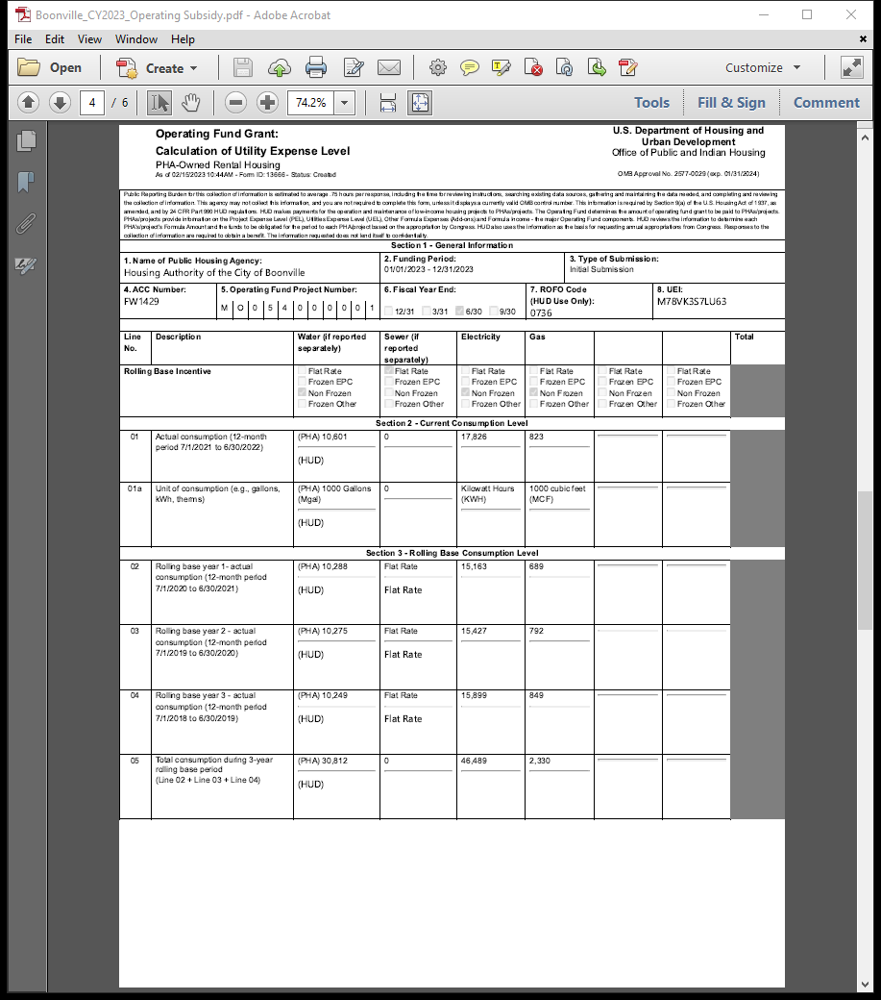 Boonville_CY2023_Operating Subsidy.pdf - Adobe Acrobat
File Edit View Window Help
Open Create Customize
4 / 6 74.2% Tools Fill & Sign Comment
Operating Fund Grant:
Calculation of Utility Expense Level
PHA-Owned Rental Housing
As of 02/15/2023 10:44AM - Form ID: 13666 - Status: Created
U.S. Department of Housing and
Urban Development
Office of Public and Indian Housing
OMB Approval No. 2577-0029 (exp. 01/31/2024)
Public Reporting Burden for this collection of information is estimated to average .75 hours per response, including the time for reviewing instructions, searching existing data sources, gathering and maintaining the data needed, and completing and reviewing
the collection of information. This agency may not collect this information, and you are not required to complete this form, unless it displays a currently valid OMB control number. This information is required by Section 9(a) of the U.S. Housing Act of 1937, as
amended, and by 24 CFR Part 990 HUD regulations. HUD makes payments for the operation and maintenance of low-income housing projects to PHAs/projects. The Operating Fund determines the amount of operating fund grant to be paid to PHAs/projects.
PHAs/projects provide information on the Project Expense Level (PEL), Utilities Expense Level (UEL), Other Formula Expenses (Add-ons) and Formula Income - the major Operating Fund components. HUD reviews the information to determine each
PHA's/project's Formula Amount and the funds to be obligated for the period to each PHA/project based on the appropriation by Congress. HUD also uses the information as the basis for requesting annual appropriations from Congress. Responses to the
collection of information are required to obtain a benefit. The information requested does not lend itself to confidentiality.
Section 1 - General Information
1. Name of Public Housing Agency:
Housing Authority of the City of Boonville
2. Funding Period:
01/01/2023 - 12/31/2023
3. Type of Submission:
Initial Submission
4. ACC Number:
FW1429
5. Operating Fund Project Number:
M O 0 5 4 0 0 0 0 0 1
6. Fiscal Year End:
12/31 3/31 6/30 9/30
7. ROFO Code
(HUD Use Only):
0736
8. UEI:
M78VK3S7LU63
Line
No.
Description
Water (if reported
separately)
Sewer (if
reported
separately)
Electricity
Gas
Total
Rolling Base Incentive
Flat Rate Flat Rate Flat Rate Flat Rate Flat Rate Flat Rate
Frozen EPC Frozen EPC Frozen EPC Frozen EPC Frozen EPC Frozen EPC
Non Frozen Non Frozen Non Frozen Non Frozen Non Frozen Non Frozen
Frozen Other Frozen Other Frozen Other Frozen Other Frozen Other Frozen Other
Section 2 - Current Consumption Level
01 Actual consumption (12-month (PHA) 10,601 0 17,826 823
period 7/1/2021 to 6/30/2022)
(HUD)
01a Unit of consumption (e.g., gallons, (PHA) 1000 Gallons 0 Kilowatt Hours 1000 cubic feet
kWh, therms) (Mgal) (KWH) (MCF)
(HUD)
Section 3 - Rolling Base Consumption Level
02 Rolling base year 1- actual (PHA) 10,288 Flat Rate 15,163 689
consumption (12-month period
7/1/2020 to 6/30/2021) (HUD) Flat Rate
03 Rolling base year 2 - actual (PHA) 10,275 Flat Rate 15,427 792
consumption (12-month period
7/1/2019 to 6/30/2020) (HUD) Flat Rate
04 Rolling base year 3 - actual (PHA) 10,249 Flat Rate 15,899 849
consumption (12-month period
7/1/2018 to 6/30/2019) (HUD) Flat Rate
05 Total consumption during 3-year (PHA) 30,812 0 46,489 2,330
rolling base period
(Line 02 + Line 03 + Line 04)
(HUD)